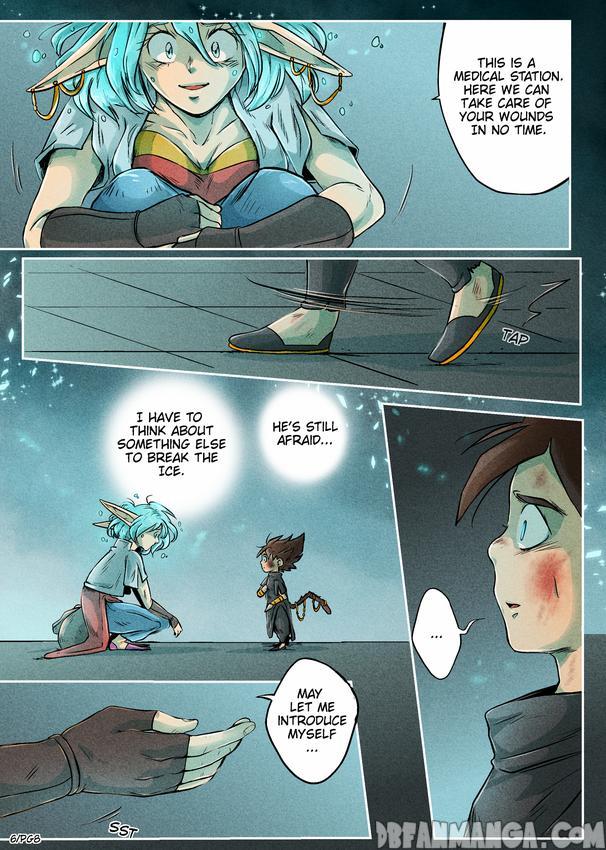 THIS IS A
MEDICAL STATION.
HERE WE CAN
TAKE CARE OF
YOUR WOUNDS
IN NO TIME.
TAP
I HAVE TO
THINK ABOUT
SOMETHING ELSE
TO BREAK THE
ICE.
HE'S STILL
AFRAID...
...
MAY
LET ME
INTRODUCE
MYSELF
...
SST
6/PG8
DBFANMANGA.COM